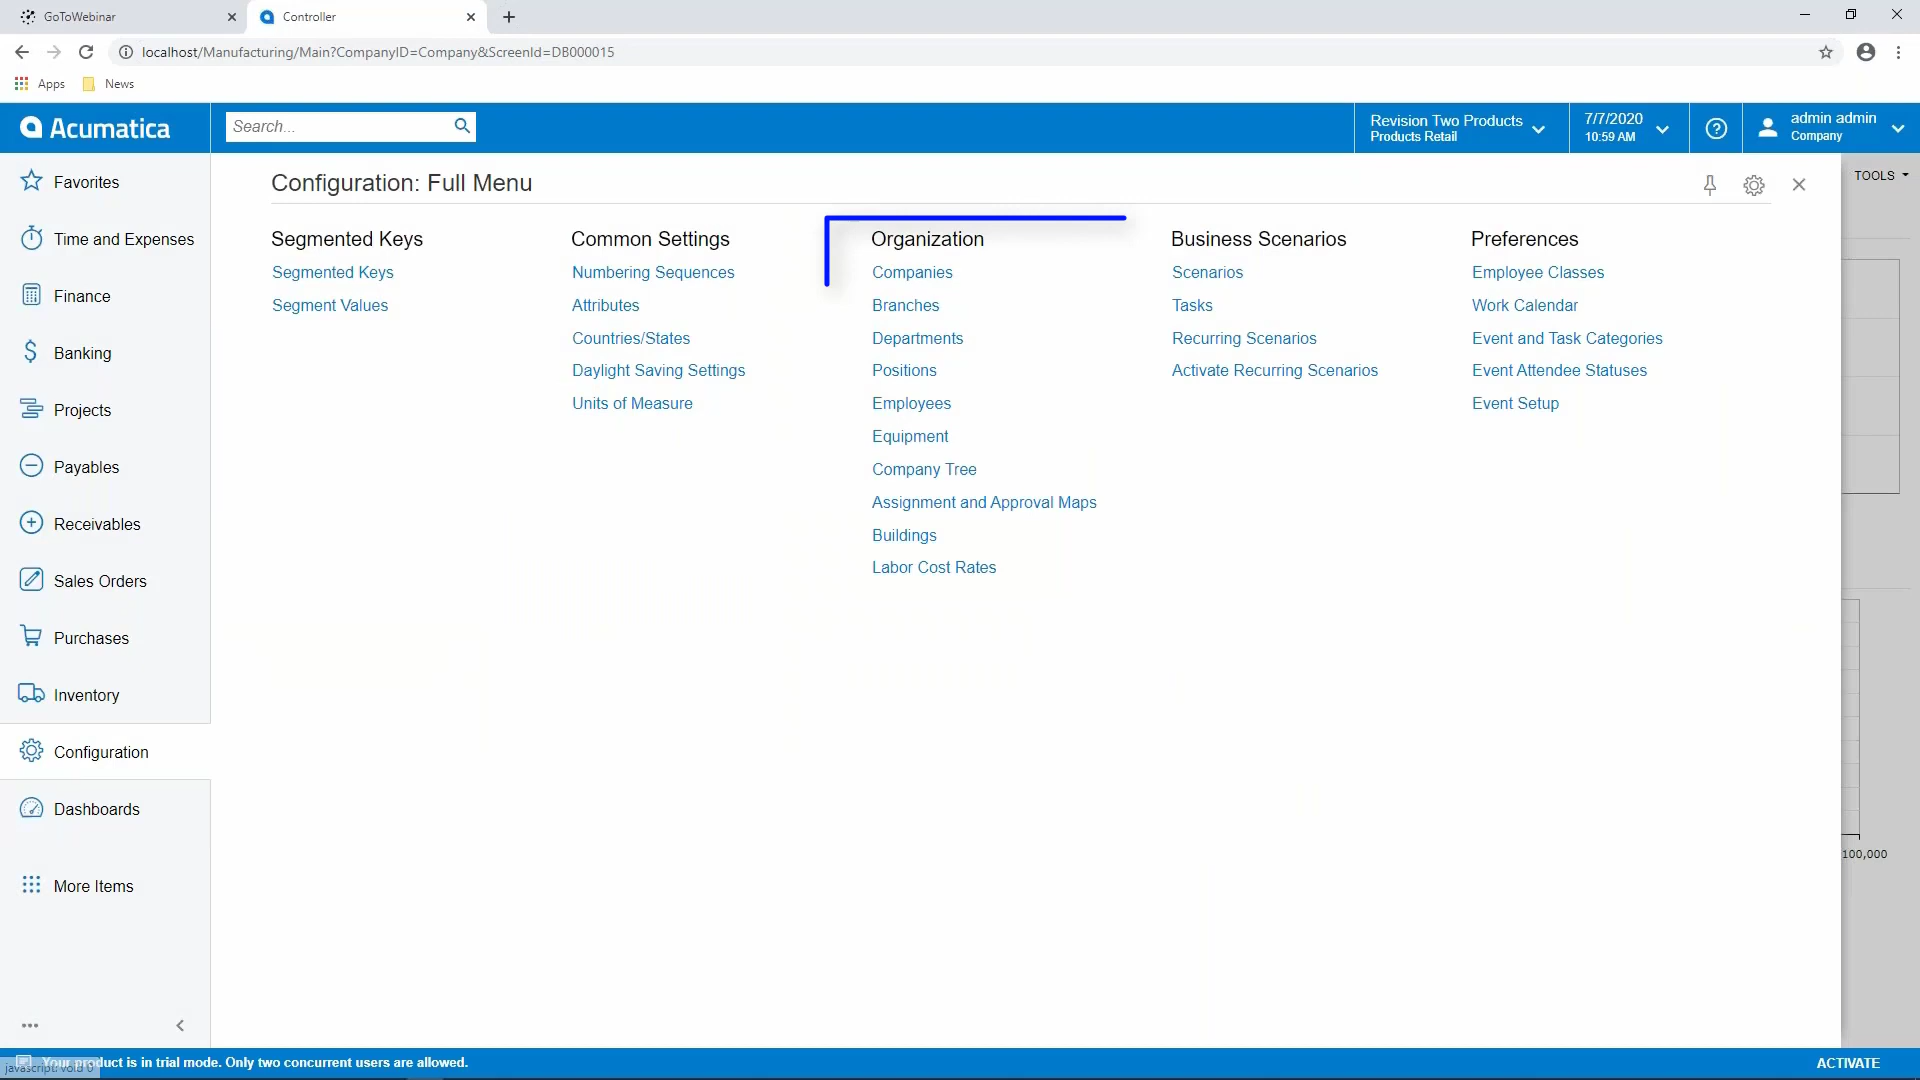 GoToWebinar
Controller
localhost/Manufacturing/Main?CompanyID=Company&ScreenId=DB000015
Apps
News
Acumatica
Search...
Revision Two Products
Products Retail
7/7/2020
10:59 AM
admin admin
Company
Favorites
Time and Expenses
Finance
Banking
Projects
Payables
Receivables
Sales Orders
Purchases
Inventory
Configuration
Dashboards
More Items
Configuration: Full Menu
TOOLS
Segmented Keys
Segmented Keys
Segment Values
Common Settings
Numbering Sequences
Attributes
Countries/States
Daylight Saving Settings
Units of Measure
Organization
Companies
Branches
Departments
Positions
Employees
Equipment
Company Tree
Assignment and Approval Maps
Buildings
Labor Cost Rates
Business Scenarios
Scenarios
Tasks
Recurring Scenarios
Activate Recurring Scenarios
Preferences
Employee Classes
Work Calendar
Event and Task Categories
Event Attendee Statuses
Event Setup
100,000
Your product is in trial mode. Only two concurrent users are allowed.
ACTIVATE
javascript: void 0